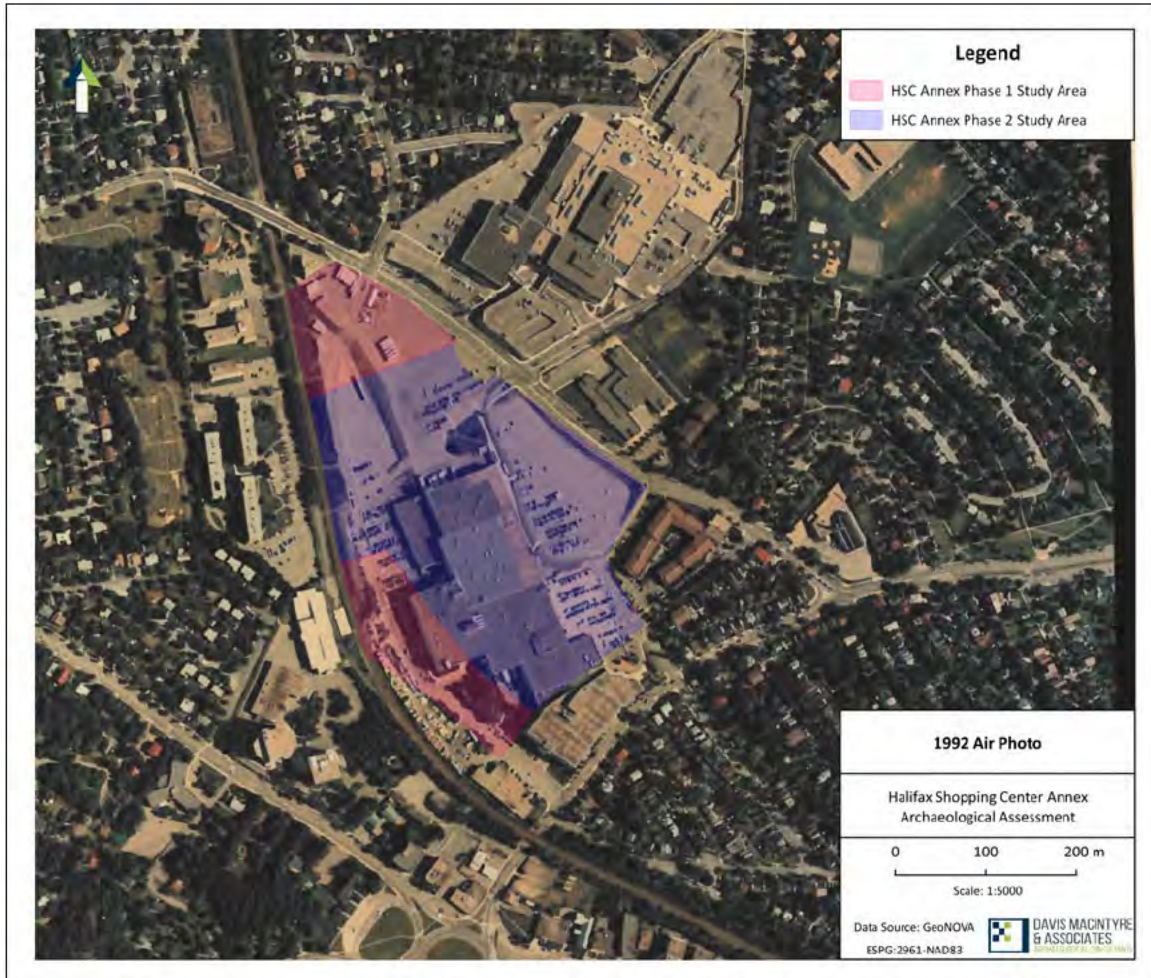 Legend
HSC Annex Phase 1 Study Area
HSC Annex Phase 2 Study Area
1992 Air Photo
Halifax Shopping Center Annex
Archaeological Assessment
0 100 200 m
Scale: 1:5000
Data Source: GeoNOVA
ESPG:2961-NAD83
DAVIS MACINTYRE
& ASSOCIATES